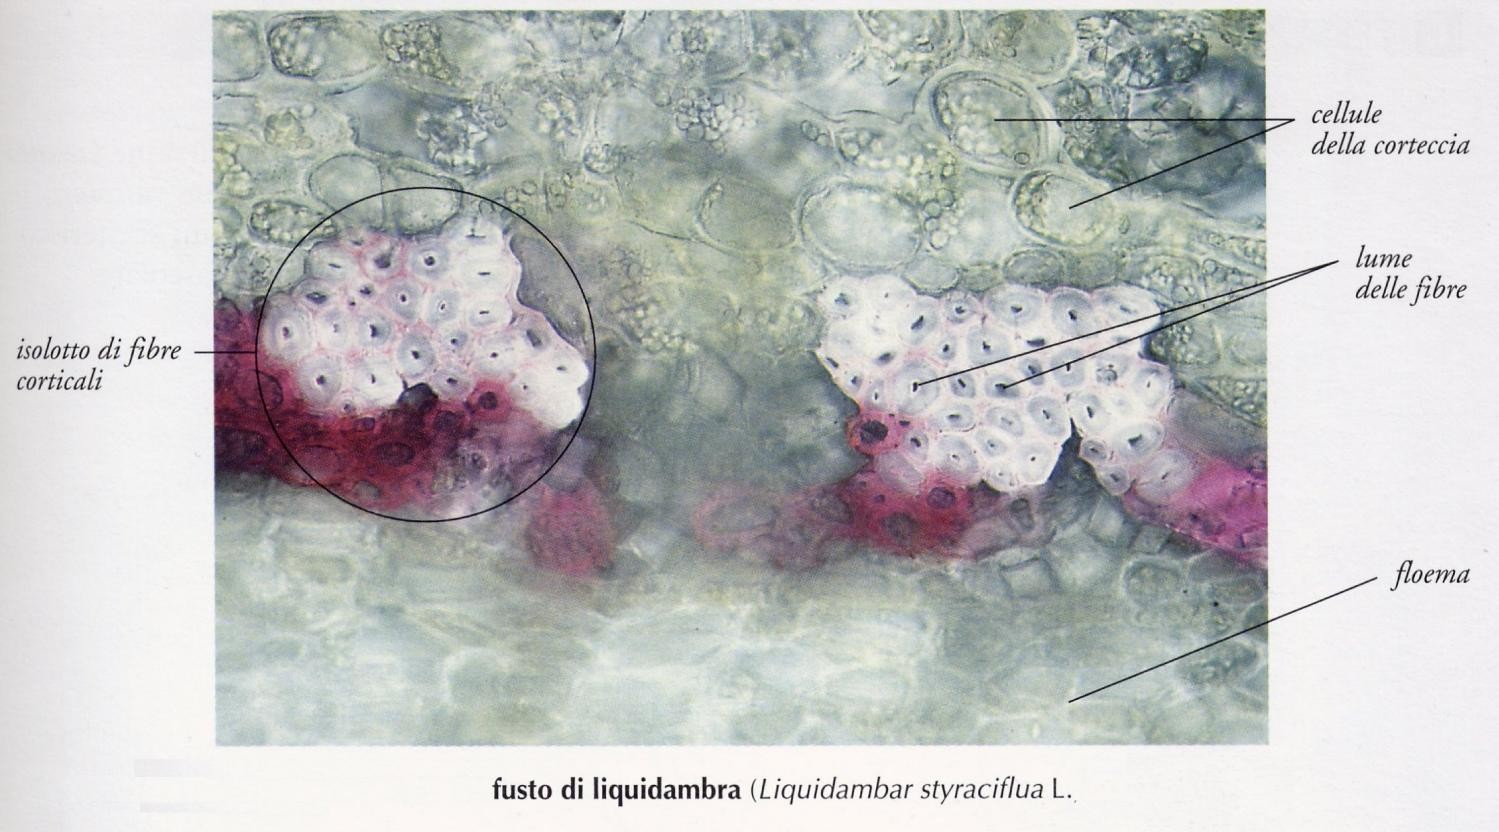 cellule
della corteccia
lume
delle fibre
isolotto di fibre
corticali
floema
fusto di liquidambra (Liquidambar styraciflua L.